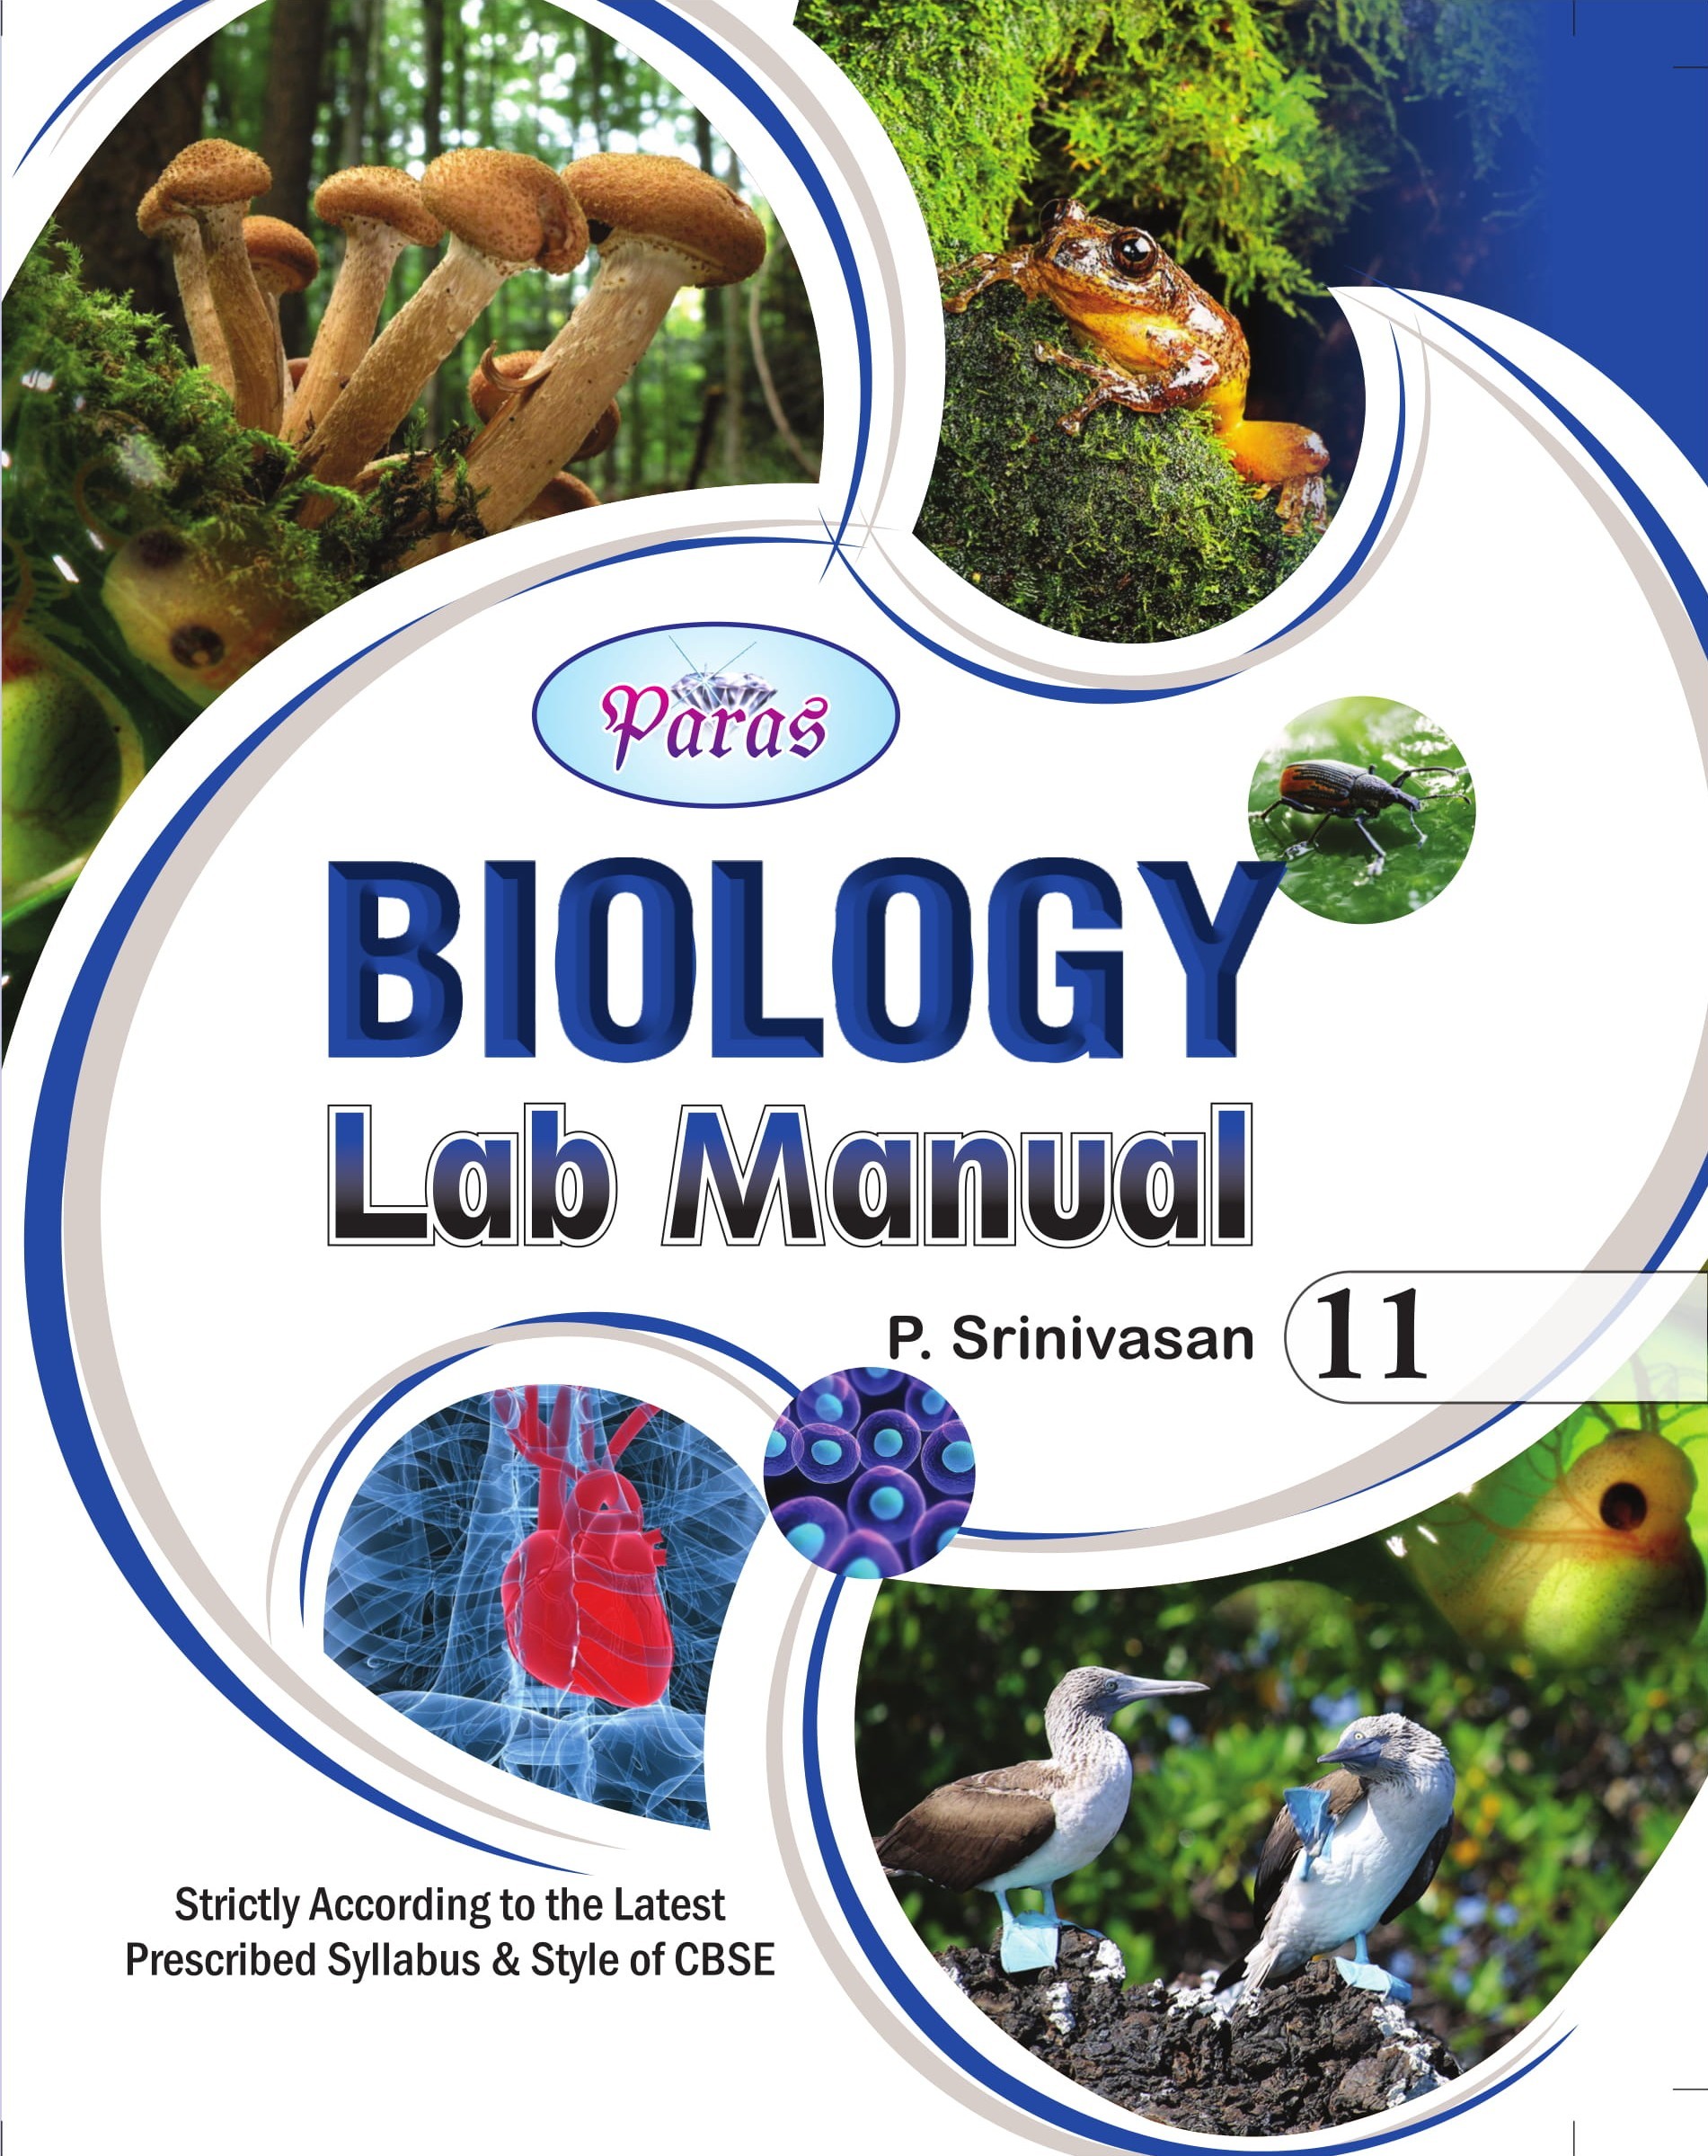 Paras
BIOLOGY
Lab Manual
P. Srinivasan
11
Strictly According to the Latest
Prescribed Syllabus & Style of CBSE